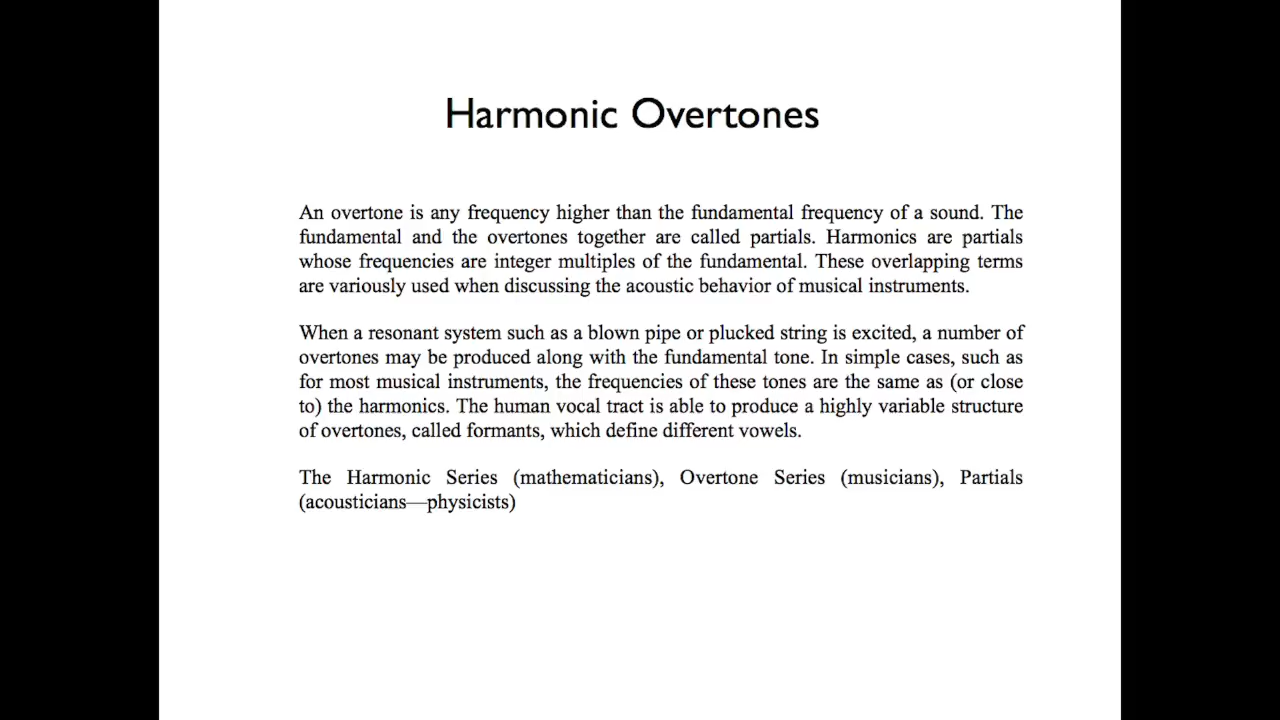 Harmonic Overtones
An overtone is any frequency higher than the fundamental frequency of a sound. The
fundamental and the overtones together are called partials. Harmonics are partials
whose frequencies are integer multiples of the fundamental. These overlapping terms
are variously used when discussing the acoustic behavior of musical instruments.
When a resonant system such as a blown pipe or plucked string is excited, a number of
overtones may be produced along with the fundamental tone. In simple cases, such as
for most musical instruments, the frequencies of these tones are the same as (or close
to) the harmonics. The human vocal tract is able to produce a highly variable structure
of overtones, called formants, which define different vowels.
The Harmonic Series (mathematicians), Overtone Series (musicians), Partials
(acousticians—physicists)